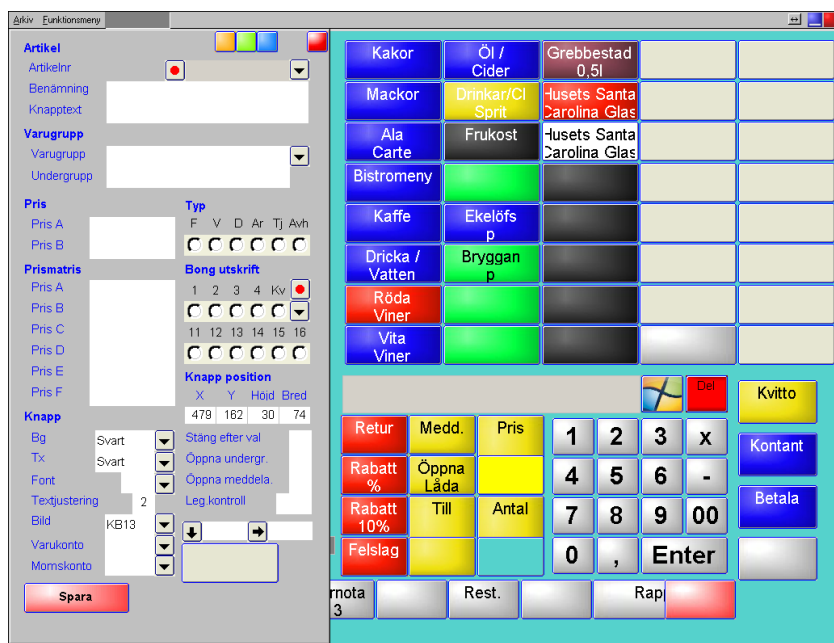 Arkiv Funktionsmeny
Artikel
Artikelnr
Benämning
Knapptext
Varugrupp
Varugrupp
Undergrupp
Pris
Pris A
Pris B
Typ
F V D Ar Tj Avh
Prismatris
Pris A
Pris B
Pris C
Pris D
Pris E
Pris F
Bong utskrift
1 2 3 4 Kv
11 12 13 14 15 16
Knapp position
X Y Höjd Bred
479 162 30 74
Knapp
Bg Svart
Tx Svart
Font
Textjustering 2
Bild KB13
Varukonto
Momskonto
Stäng efter val
Öppna undergr.
Öppna meddela.
Leg.kontroll
Spara
Kakor
Öl /
Cider
Grebbestad
0,5l
Mackor
Drinkar/Cl
Sprit
Husets Santa
Carolina Glas
Ala
Carte
Frukost
Husets Santa
Carolina Glas
Bistromeny
Kaffe
Ekelöfs
p
Dricka /
Vatten
Bryggan
p
Röda
Viner
Vita
Viner
Del
Kvitto
Retur
Medd.
Pris
1 2 3 X
Kontant
Rabatt
%
Öppna
Låda
4 5 6 -
Betala
Rabatt
10%
Till
Antal
7 8 9 00
Felslag
0 , Enter
rnota
3
Rest.
Rap